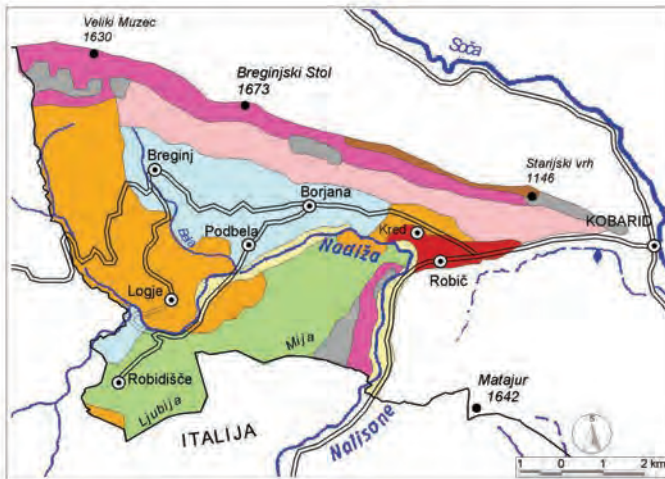 Veliki Muzec
1630
Soča
Breginjski Stol
1673
Breginj
Starijski vrh
1146
Borjana
KOBARID
Kred
Podbela
Nadiža
Robič
Logje
Mija
Robidišče
Ljubija
Matajur
1642
ITALIJA
Natisone
S
1 0 1 2 km